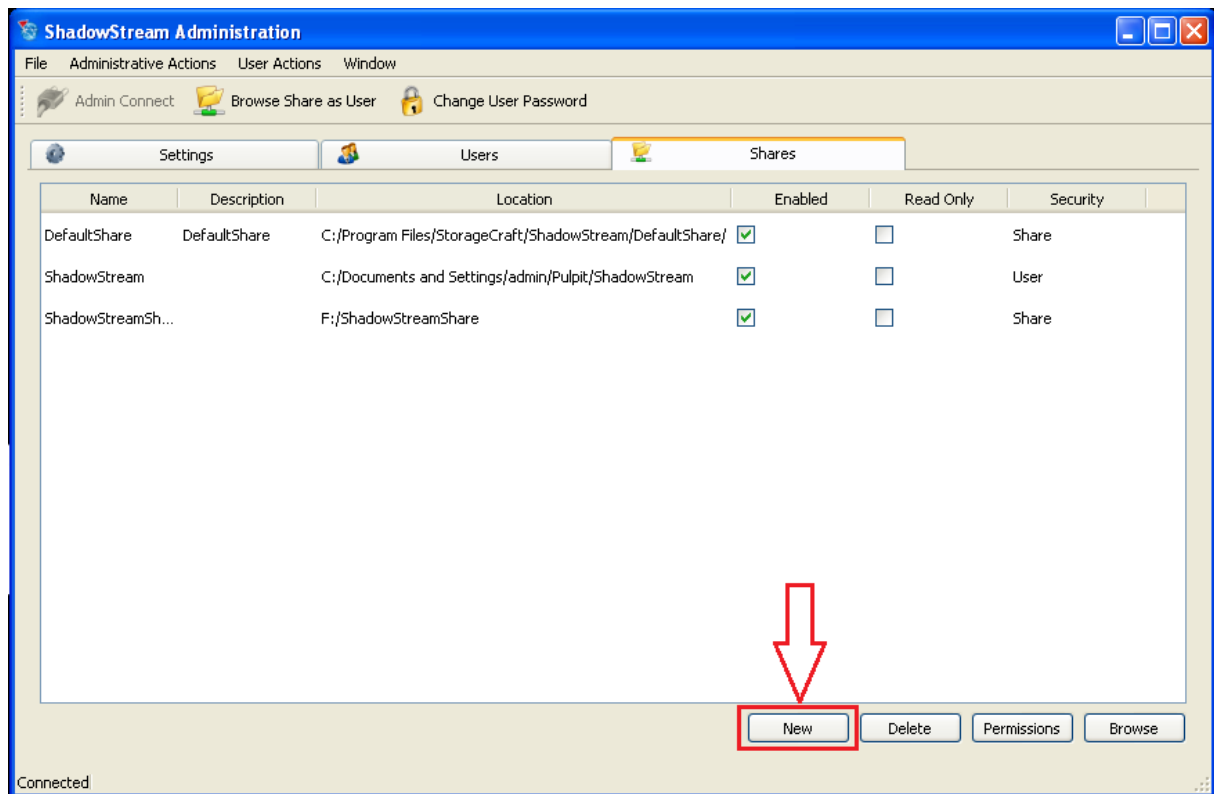 ShadowStream Administration
File Administrative Actions User Actions Window
Admin Connect Browse Share as User Change User Password
Settings Users Shares
Name Description Location Enabled Read Only Security
DefaultShare DefaultShare C:/Program Files/StorageCraft/ShadowStream/DefaultShare/ Share
ShadowStream C:/Documents and Settings/admin/Pulpit/ShadowStream User
ShadowStreamSh... F:/ShadowStreamShare Share
New Delete Permissions Browse
Connected